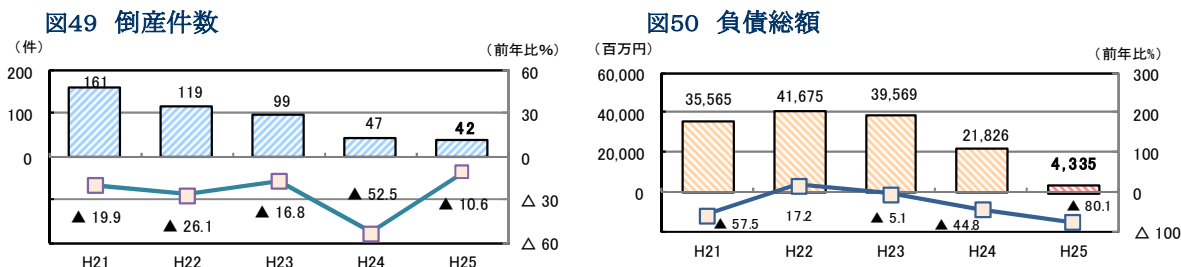 図49 倒産件数
（件）
（前年比％）
200
100
0
60
30
0
△ 30
△ 60
161
119
99
47
42
▲ 19.9
▲ 26.1
▲ 16.8
▲ 52.5
▲ 10.6
H21
H22
H23
H24
H25
図50 負債総額
（百万円）
（前年比%）
60,000
40,000
20,000
0
300
200
100
0
△ 100
35,565
41,675
39,569
21,826
4,335
▲ 57.5
17.2
▲ 5.1
▲ 44.8
▲ 80.1
H21
H22
H23
H24
H25